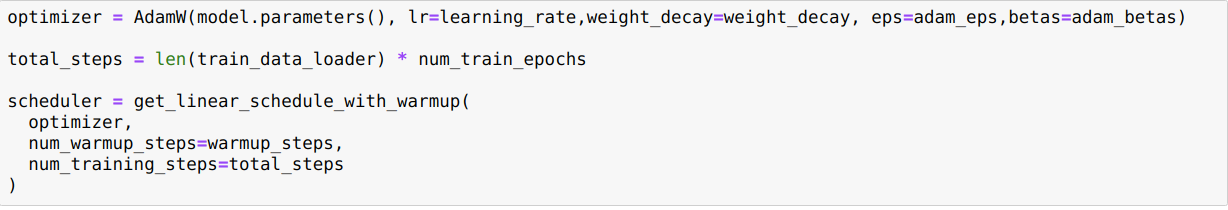 optimizer = AdamW(model.parameters(), lr=learning_rate,weight_decay=weight_decay, eps=adam_eps,betas=adam_betas)
total_steps = len(train_data_loader) * num_train_epochs
scheduler = get_linear_schedule_with_warmup(
optimizer,
num_warmup_steps=warmup_steps,
num_training_steps=total_steps
)